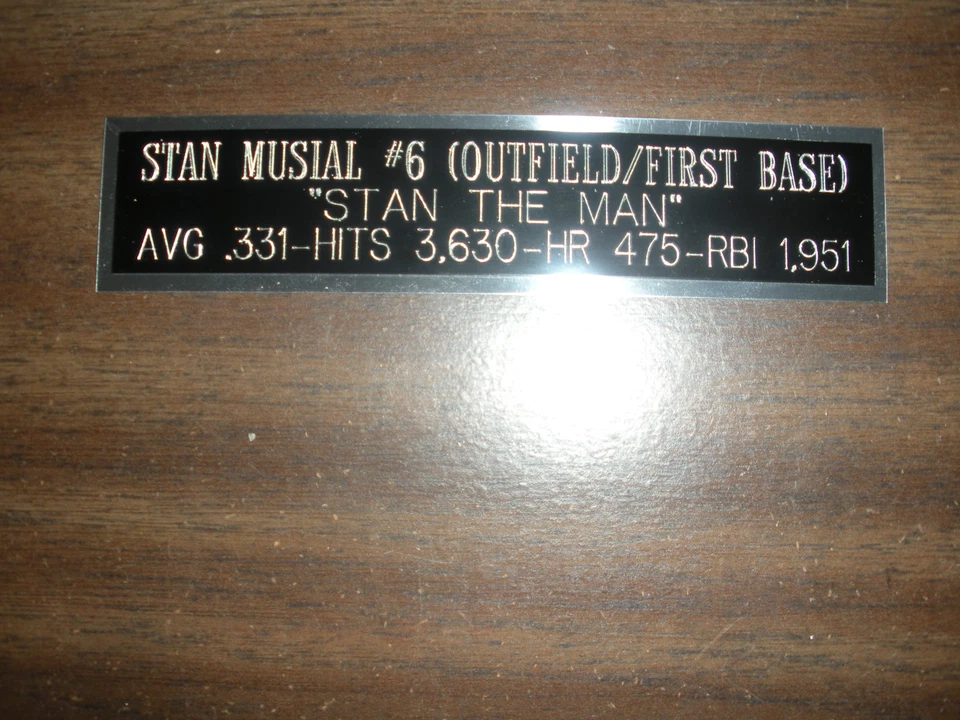 STAN MUSIAL #6 (OUTFIELD/FIRST BASE)
"STAN THE MAN"
AVG .331-HITS 3,630-HR 475-RBI 1,951